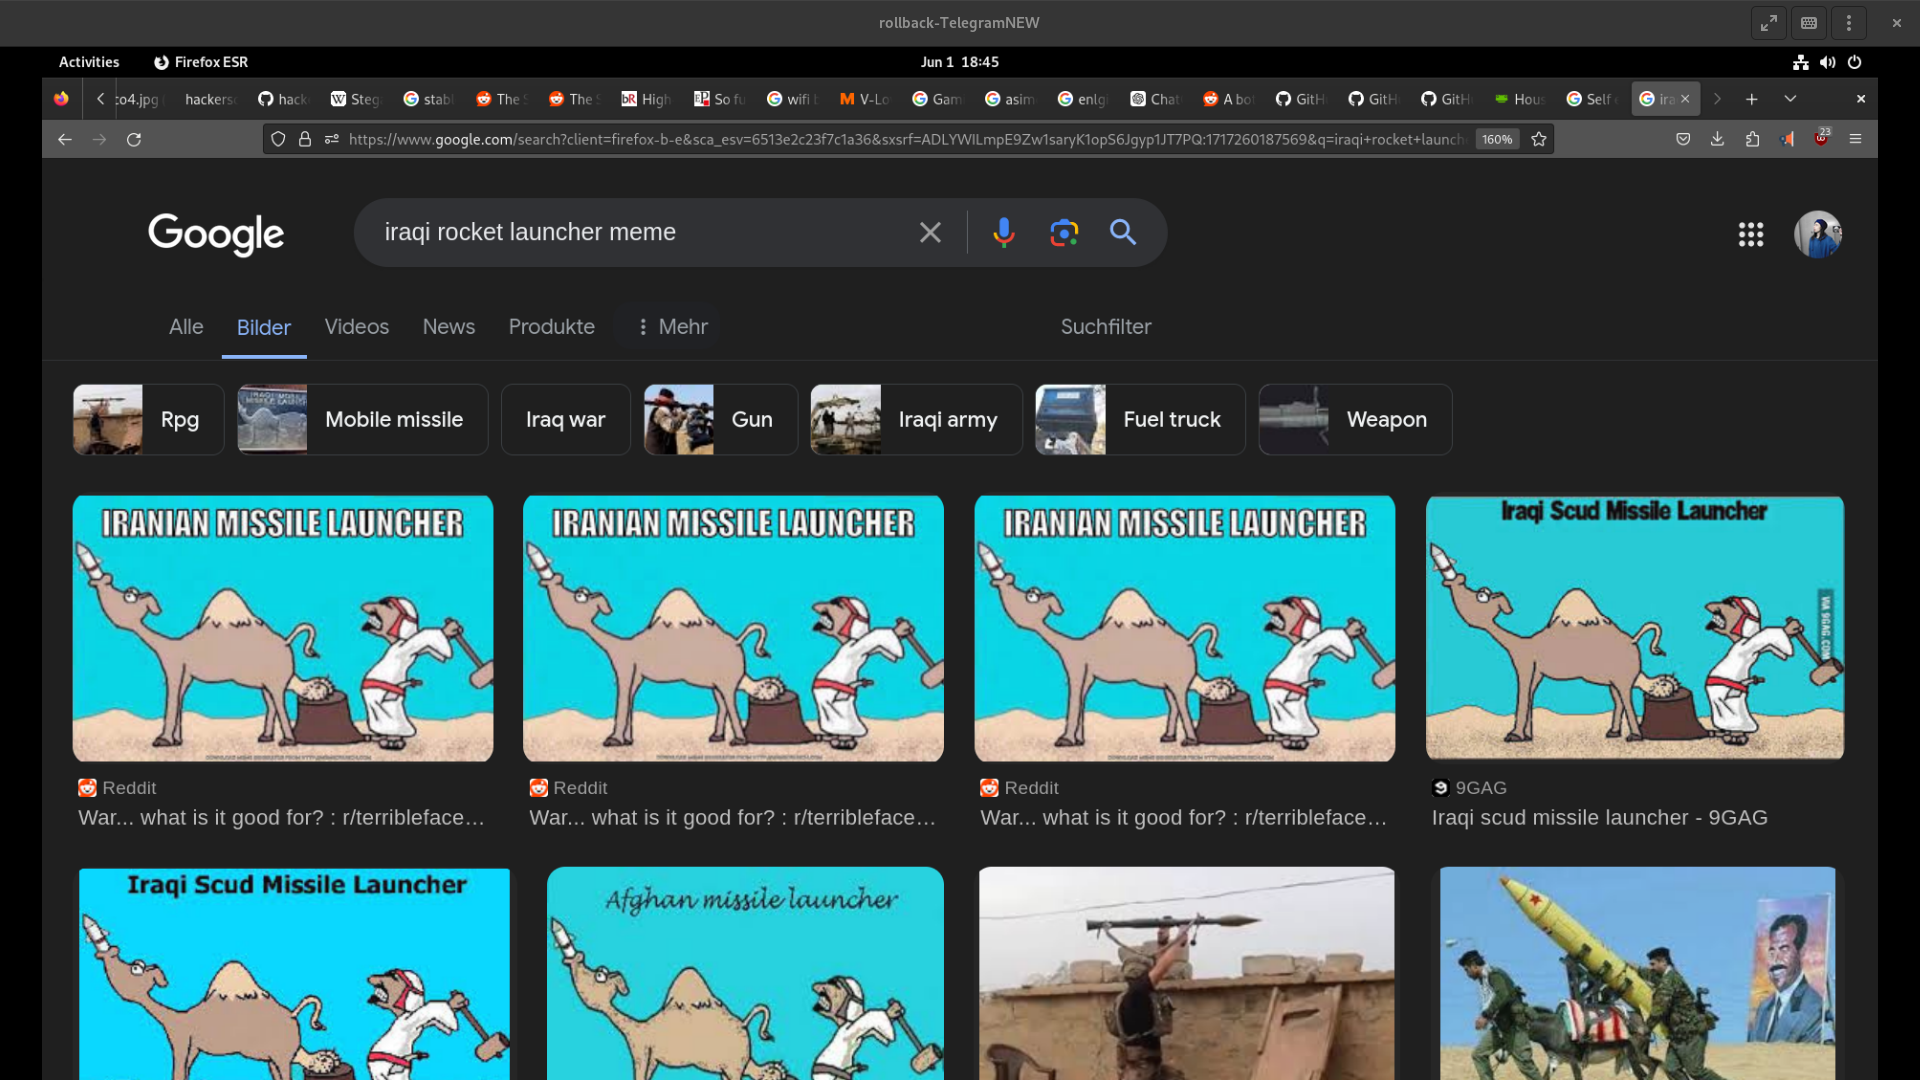 rollback-TelegramNEW
Activities Firefox ESR Jun 1 18:45
co4.jpg hackers hack Steg stabl The The High So fu wifi V-Lo Gam asim enlgi Chat A bot GitH GitH GitH Hous Self ira
https://www.google.com/search?client=firefox-b-e&sca_esv=6513e2c23f7c1a36&sxsrf=ADLYWILmpE9Zw1saryK1opS6Jgyp1JT7PQ:1717260187569&q=iraqi+rocket+launch 160% 23
Google iraqi rocket launcher meme
Alle Bilder Videos News Produkte Mehr Suchfilter
Rpg Mobile missile Iraq war Gun Iraqi army Fuel truck Weapon
IRANIAN MISSILE LAUNCHER IRANIAN MISSILE LAUNCHER IRANIAN MISSILE LAUNCHER Iraqi Scud Missile Launcher
VIA 9GAG.COM
Reddit Reddit Reddit 9GAG
War... what is it good for? : r/terribleface... War... what is it good for? : r/terribleface... War... what is it good for? : r/terribleface... Iraqi scud missile launcher - 9GAG
Iraqi Scud Missile Launcher Afghan missile launcher